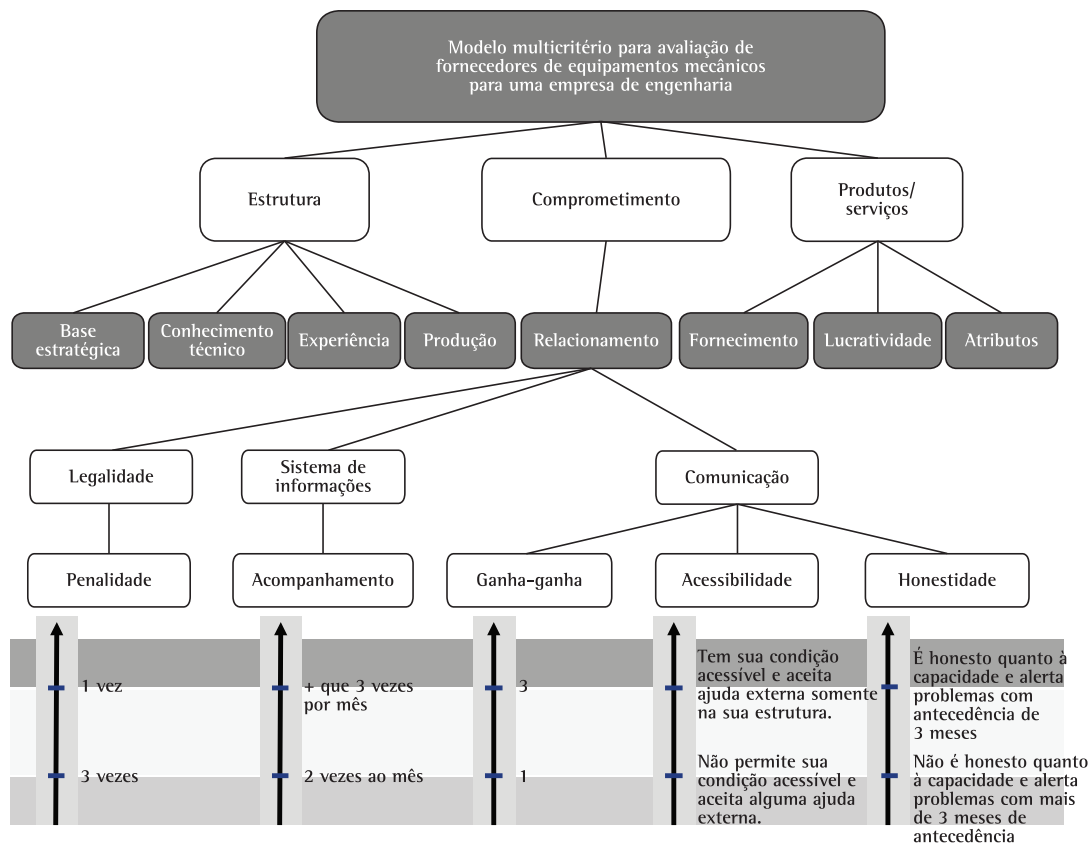 Modelo multicritério para avaliação de
fornecedores de equipamentos mecânicos
para uma empresa de engenharia
Estrutura
Comprometimento
Produtos/
serviços
Base
estratégica
Conhecimento
técnico
Experiência
Produção
Relacionamento
Fornecimento
Lucratividade
Atributos
Legalidade
Sistema de
informações
Comunicação
Penalidade
Acompanhamento
Ganha-ganha
Acessibilidade
Honestidade
1 vez
+ que 3 vezes
por mês
3
Tem sua condição
acessível e aceita
ajuda externa somente
na sua estrutura.
É honesto quanto à
capacidade e alerta
problemas com
antecedência de
3 meses
3 vezes
2 vezes ao mês
1
Não permite sua
condição acessível e
aceita alguma ajuda
externa.
Não é honesto quanto
à capacidade e alerta
problemas com mais
de 3 meses de
antecedência